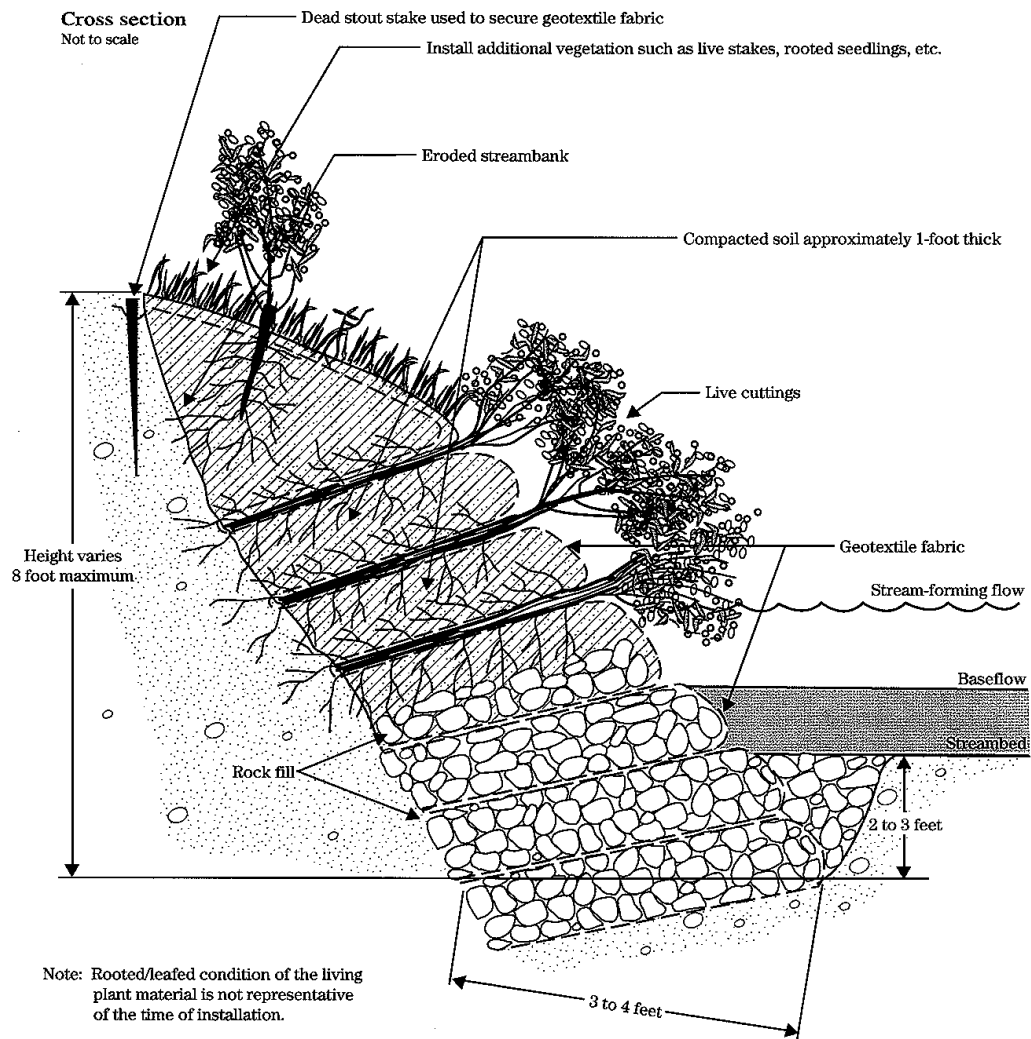 Cross section
Not to scale
Dead stout stake used to secure geotextile fabric
Install additional vegetation such as live stakes, rooted seedlings, etc.
Eroded streambank
Compacted soil approximately 1-foot thick
Live cuttings
Height varies
8 foot maximum
Geotextile fabric
Stream-forming flow
Baseflow
Streambed
Rock fill
2 to 3 feet
3 to 4 feet
Note: Rooted/leafed condition of the living
plant material is not representative
of the time of installation.